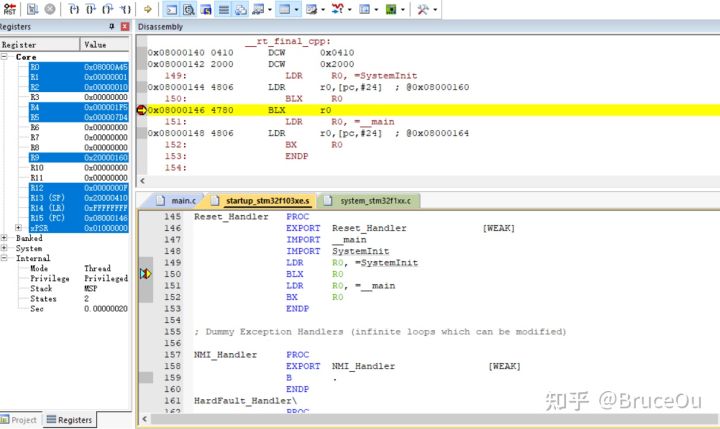 RST
Registers
Register Value
Core
R0 0x08000A45
R1 0x00000001
R2 0x00000010
R3 0x00000000
R4 0x000001F5
R5 0x000007D4
R6 0x00000000
R7 0x00000000
R8 0x00000000
R9 0x20000160
R10 0x00000000
R11 0x00000000
R12 0x0000000F
R13 (SP) 0x20000410
R14 (LR) 0xFFFFFFFF
R15 (PC) 0x08000146
xPSR 0x01000000
Banked
System
Internal
Mode Thread
Privilege Privileged
Stack MSP
States 2
Sec 0.00000020
Project Registers
Disassembly
__rt_final_cpp:
0x08000140 0410 DCW 0x0410
0x08000142 2000 DCW 0x2000
149: LDR R0, =SystemInit
0x08000144 4806 LDR r0,[pc,#24] ; @0x08000160
150: BLX R0
0x08000146 4780 BLX r0
151: LDR R0, =__main
0x08000148 4806 LDR r0,[pc,#24] ; @0x08000164
152: BX R0
153: ENDP
154:
main.c startup_stm32f103xe.s system_stm32f1xx.c
145 Reset_Handler PROC
146 EXPORT Reset_Handler [WEAK]
147 IMPORT __main
148 IMPORT SystemInit
149 LDR R0, =SystemInit
150 BLX R0
151 LDR R0, =__main
152 BX R0
153 ENDP
154
155 ; Dummy Exception Handlers (infinite loops which can be modified)
156
157 NMI_Handler PROC
158 EXPORT NMI_Handler [WEAK]
159 B .
160 ENDP
161 HardFault_Handler\
162 PROC
知乎 @BruceOu